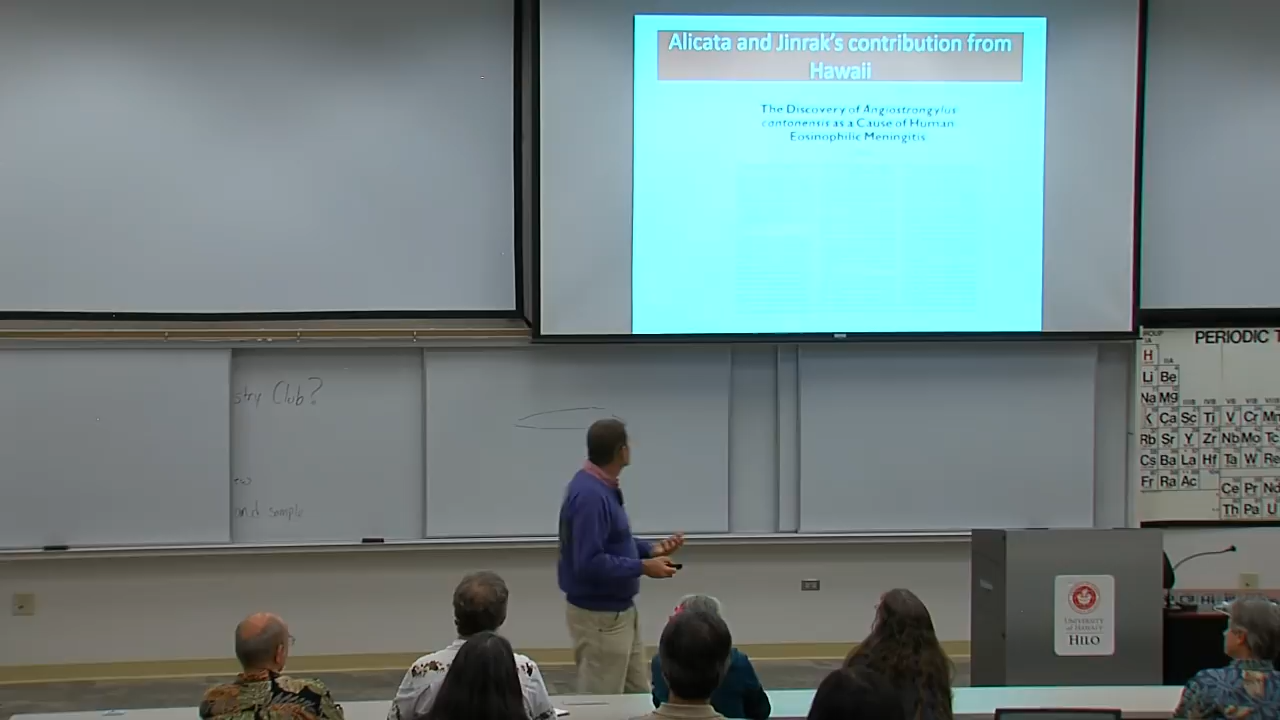 Alicata and Jinrak's contribution from
Hawaii
The Discovery of Angiostrongylus
cantonensis as a Cause of Human
Eosinophilic Meningitis
stry Club?
and sample
PERIODIC T
H
Li Be
Na Mg
K Ca Sc Ti V Cr Mn
Rb Sr Y Zr Nb Mo Tc
Cs Ba La Hf Ta W Re
Fr Ra Ac
Ce Pr Nd
Th Pa U
UNIVERSITY
of HAWAI'I
HILO